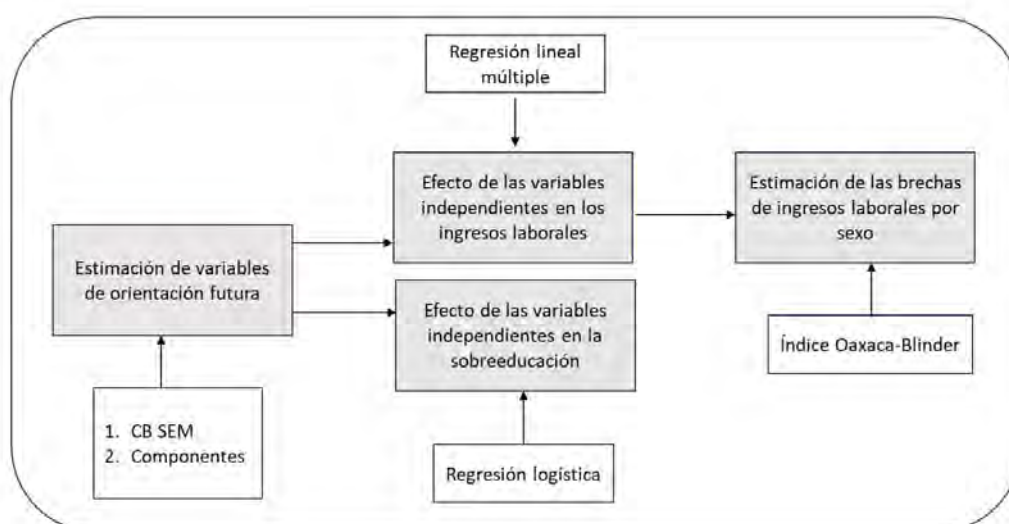 Regresión lineal
múltiple
Efecto de las variables
independientes en los
ingresos laborales
Estimación de las brechas
de ingresos laborales por
sexo
Estimación de variables
de orientación futura
Efecto de las variables
independientes en la
sobreeducación
Índice Oaxaca-Blinder
1. CB SEM
2. Componentes
Regresión logística